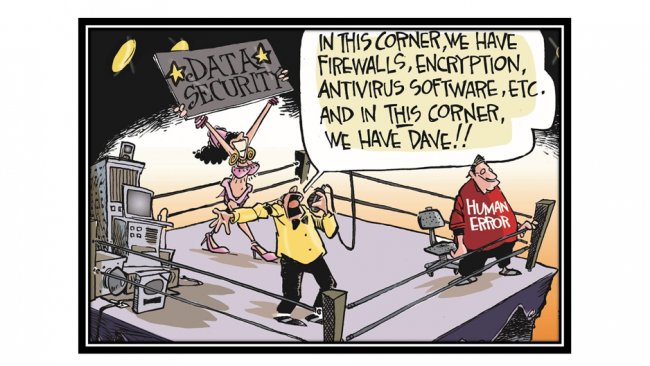 IN THIS CORNER, WE HAVE
FIREWALLS, ENCRYPTION,
ANTIVIRUS SOFTWARE, ETC.
AND IN THIS CORNER,
WE HAVE DAVE!!
DATA
SECURITY
HUMAN
ERROR